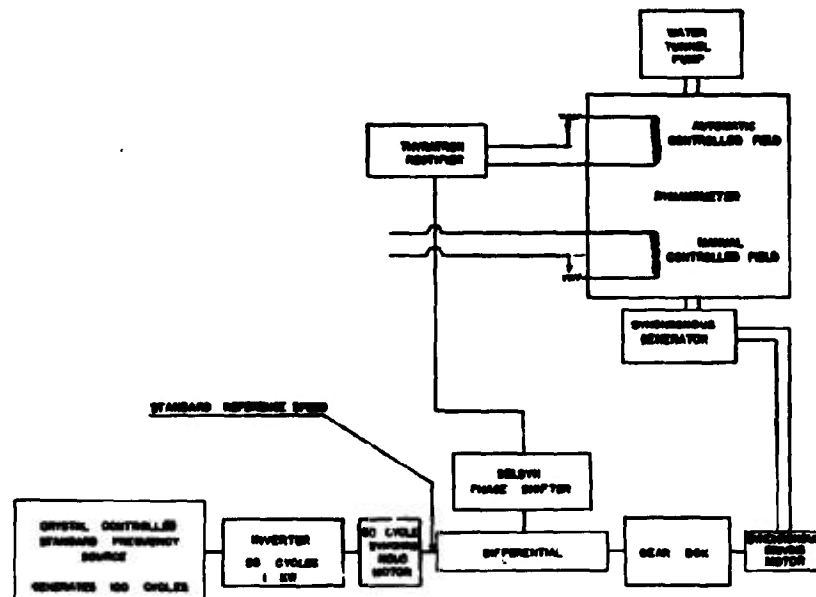 WATER
TUNNEL
PUMP
THYRATRON
RECTIFIER
AUTOMATIC
CONTROLLED FIELD
DYNAMOMETER
MANUAL
CONTROLLED FIELD
SYNCHRONOUS
GENERATOR
STANDARD REFERENCE SPEED
SELSYN
PHASE SHIFTER
CRYSTAL CONTROLLED
STANDARD FREQUENCY
SOURCE
GENERATES 100 CYCLES
INVERTER
CYCLES
1 KW
CYCLE
MOTOR
DIFFERENTIAL
GEAR BOX
SYNCHRONOUS
DRIVING
MOTOR